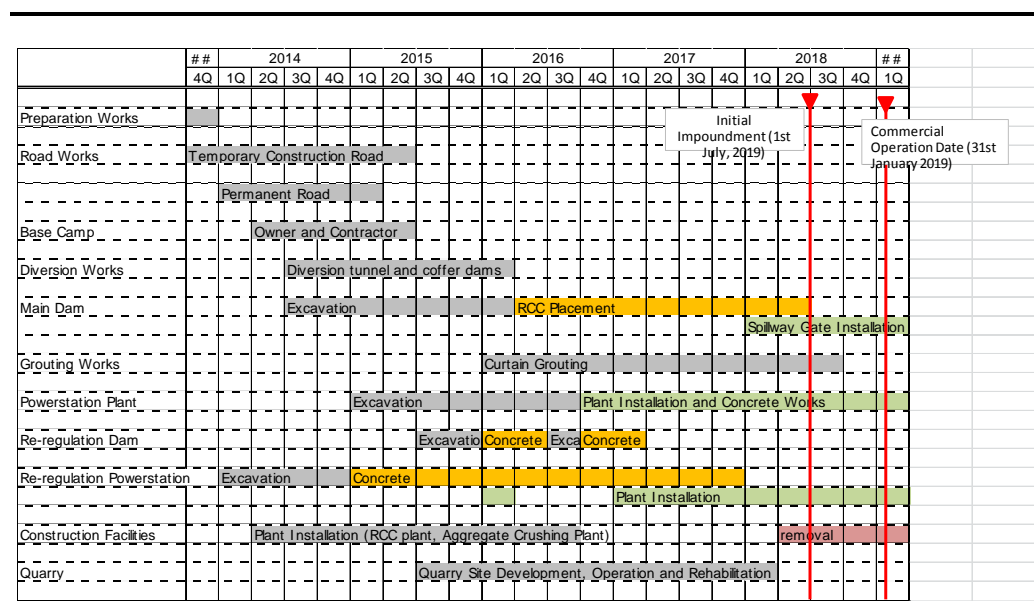 ## 2014 2015 2016 2017 2018 ##
4Q 1Q 2Q 3Q 4Q 1Q 2Q 3Q 4Q 1Q 2Q 3Q 4Q 1Q 2Q 3Q 4Q 1Q 2Q 3Q 4Q 1Q
Initial
Impoundment (1st
July, 2019)
Commercial
Operation Date (31st
January 2019)
Preparation Works
Road Works Temporary Construction Road
Permanent Road
Base Camp Owner and Contractor
Diversion Works Diversion tunnel and coffer dams
Main Dam Excavation RCC Placement
Spillway Gate Installation
Grouting Works Curtain Grouting
Powerstation Plant Excavation Plant Installation and Concrete Works
Re-regulation Dam Excavatio Concrete Exca Concrete
Re-regulation Powerstation Excavation Concrete
Plant Installation
Construction Facilities Plant Installation (RCC plant, Aggregate Crushing Plant) removal
Quarry Quarry Site Development, Operation and Rehabilitation